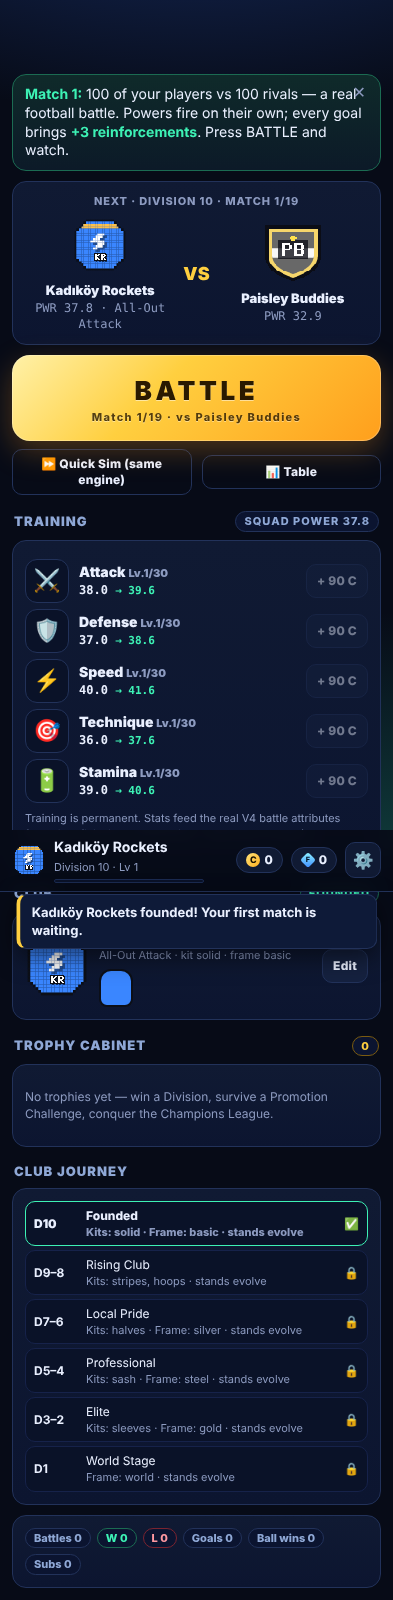 Match 1: 100 of your players vs 100 rivals — a real
football battle. Powers fire on their own; every goal
brings +3 reinforcements. Press BATTLE and
watch.
✕
NEXT · DIVISION 10 · MATCH 1/19
KR
Kadıköy Rockets
PWR 37.8 · All-Out
Attack
VS
PB
Paisley Buddies
PWR 32.9
BATTLE
Match 1/19 · vs Paisley Buddies
⏩ Quick Sim (same
engine)
📊 Table
TRAINING
SQUAD POWER 37.8
Attack Lv.1/30
38.0 → 39.6
+ 90 C
Defense Lv.1/30
37.0 → 38.6
+ 90 C
Speed Lv.1/30
40.0 → 41.6
+ 90 C
Technique Lv.1/30
36.0 → 37.6
+ 90 C
Stamina Lv.1/30
39.0 → 40.6
+ 90 C
Training is permanent. Stats feed the real V4 battle attributes
KR
Kadıköy Rockets
Division 10 · Lv 1
C 0
F 0
CLUB
FOUNDED
Kadıköy Rockets founded! Your first match is
waiting.
KR
All-Out Attack · kit solid · frame basic
Edit
TROPHY CABINET
0
No trophies yet — win a Division, survive a Promotion
Challenge, conquer the Champions League.
CLUB JOURNEY
D10
Founded
Kits: solid · Frame: basic · stands evolve
D9–8
Rising Club
Kits: stripes, hoops · stands evolve
D7–6
Local Pride
Kits: halves · Frame: silver · stands evolve
D5–4
Professional
Kits: sash · Frame: steel · stands evolve
D3–2
Elite
Kits: sleeves · Frame: gold · stands evolve
D1
World Stage
Frame: world · stands evolve
Battles 0
W 0
L 0
Goals 0
Ball wins 0
Subs 0